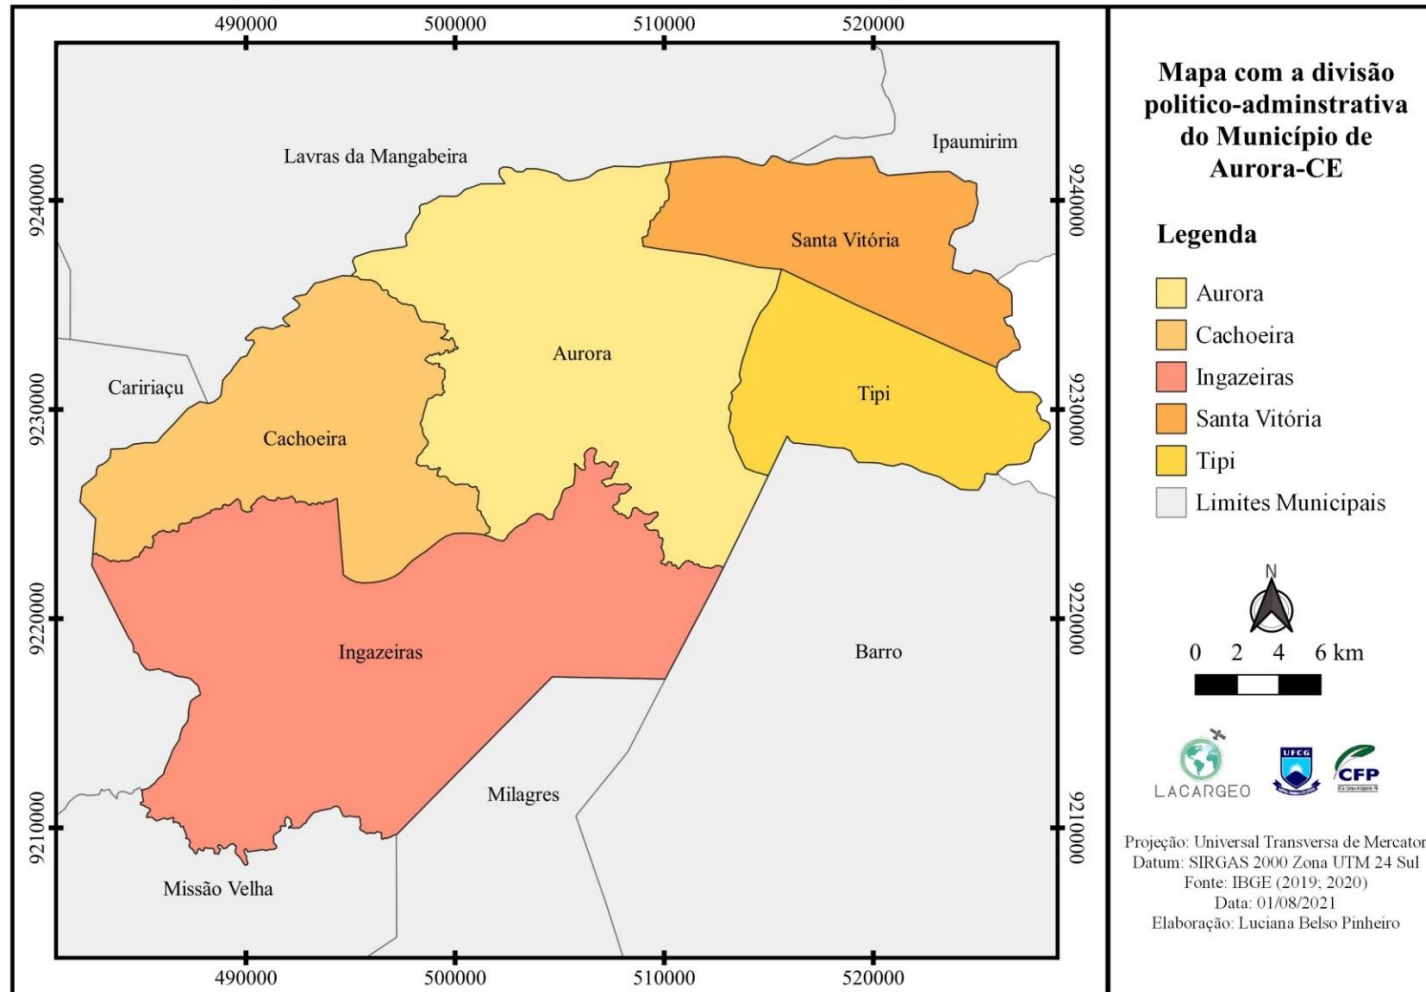 490000
500000
510000
520000
Lavras da Mangabeira
Ipaumirim
9240000
9240000
Santa Vitória
Aurora
Caririaçu
Tipi
9230000
9230000
Cachoeira
9220000
9220000
Ingazeiras
Barro
Milagres
9210000
9210000
Missão Velha
490000
500000
510000
520000
Mapa com a divisão
politico-adminstrativa
do Município de
Aurora-CE
Legenda
Aurora
Cachoeira
Ingazeiras
Santa Vitória
Tipi
Limites Municipais
N
0 2 4 6 km
LACARGEO
UFCG
CFP
Projeção: Universal Transversa de Mercator
Datum: SIRGAS 2000 Zona UTM 24 Sul
Fonte: IBGE (2019; 2020)
Data: 01/08/2021
Elaboração: Luciana Belso Pinheiro